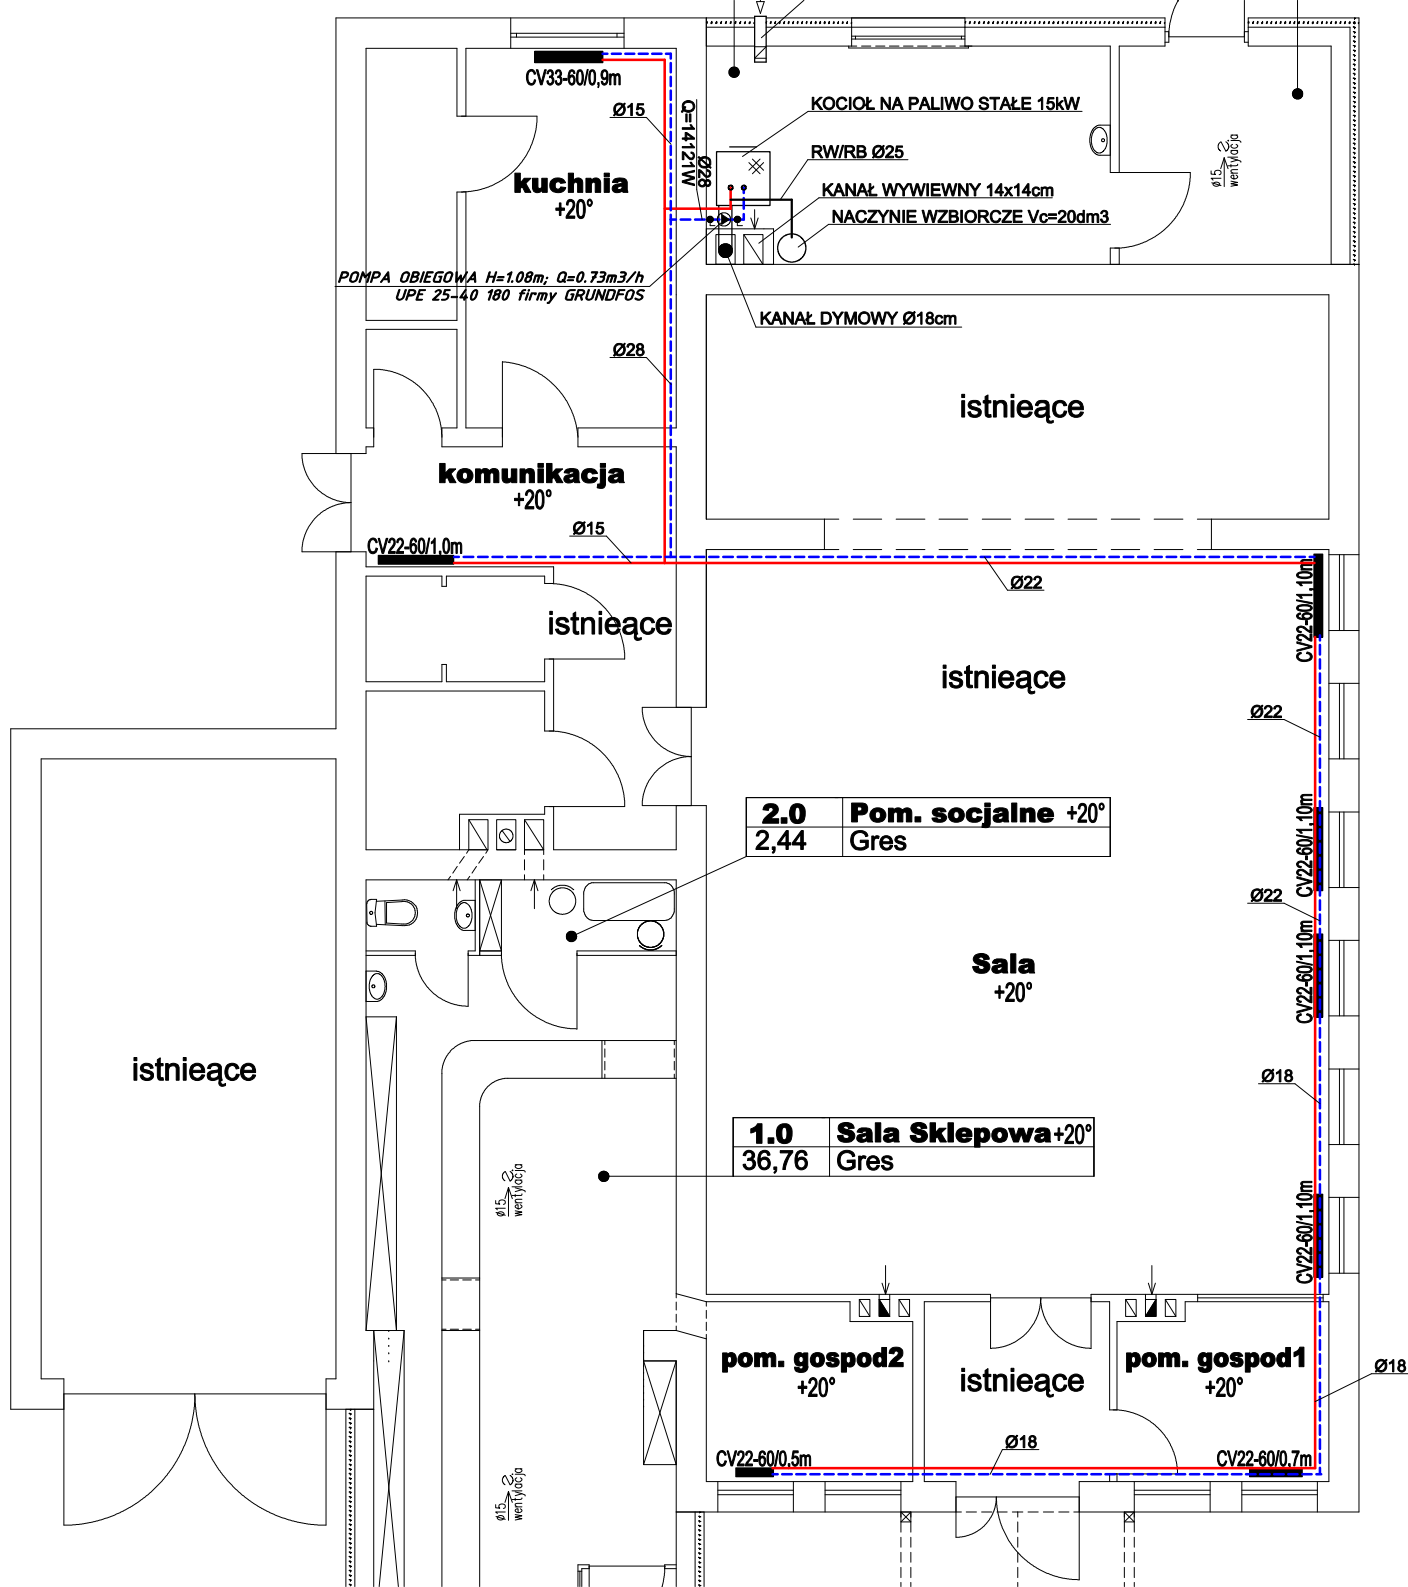 CV33-60/0,9m
Ø15
Q=14121W
Ø28
KOCIOŁ NA PALIWO STAŁE 15kW
RW/RB Ø25
KANAŁ WYWIEWNY 14x14cm
NACZYNIE WZBIORCZE Vc=20dm3
ø15
wentylacja
kuchnia
+20°
POMPA OBIEGOWA H=1.08m; Q=0.73m3/h
UPE 25-40 180 firmy GRUNDFOS
KANAŁ DYMOWY Ø18cm
Ø28
istnieące
komunikacja
+20°
CV22-60/1,0m
Ø15
Ø22
CV22-60/1,10m
istnieące
istnieące
Ø22
2.0 Pom. socjalne +20°
2,44 Gres
CV22-60/1,10m
Ø22
CV22-60/1,10m
Sala
+20°
istnieące
Ø18
1.0 Sala Sklepowa +20°
36,76 Gres
ø15
wentylacja
CV22-60/1,10m
pom. gospod2
+20°
istnieące
pom. gospod1
+20°
Ø18
CV22-60/0,5m
Ø18
CV22-60/0,7m
ø15
wentylacja